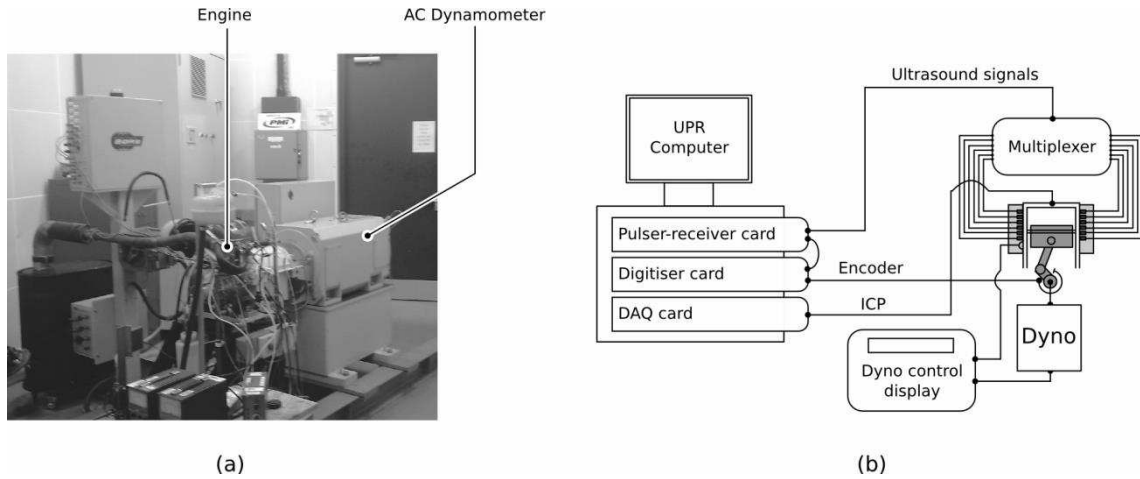 Engine
AC Dynamometer
PMi
(a)
Ultrasound signals
UPR
Computer
Multiplexer
Pulser-receiver card
Digitiser card
Encoder
DAQ card
ICP
Dyno
Dyno control
display
(b)